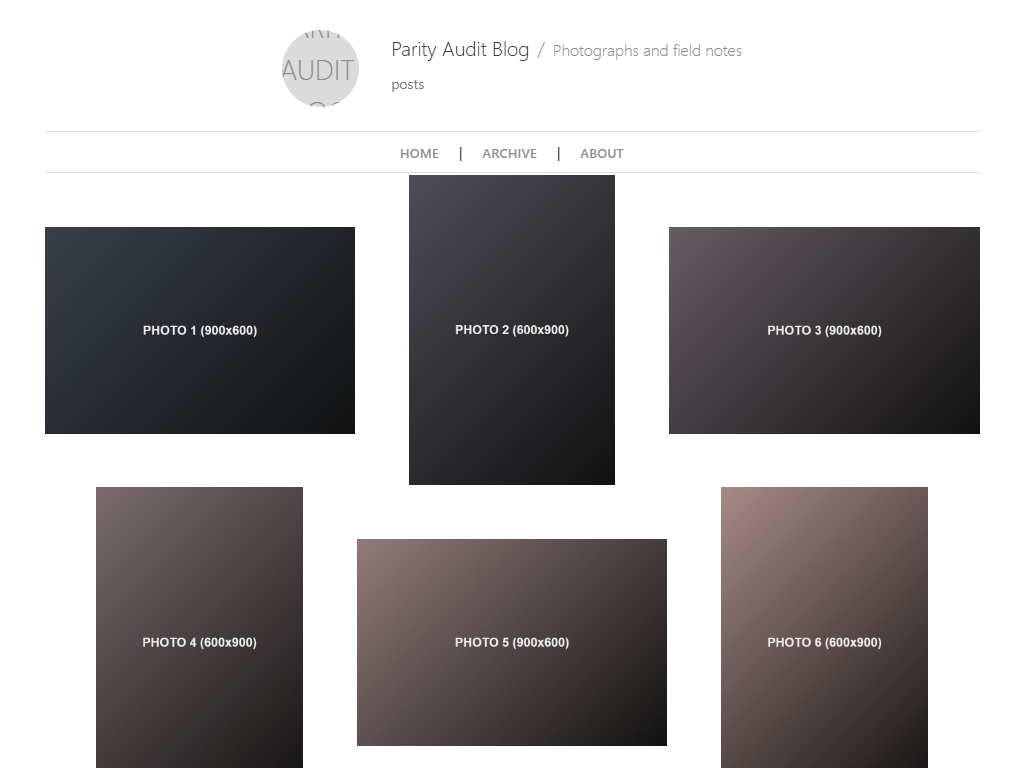 AUDIT
Parity Audit Blog / Photographs and field notes
posts
HOME | ARCHIVE | ABOUT
PHOTO 1 (900x600)
PHOTO 2 (600x900)
PHOTO 3 (900x600)
PHOTO 4 (600x900)
PHOTO 5 (900x600)
PHOTO 6 (600x900)